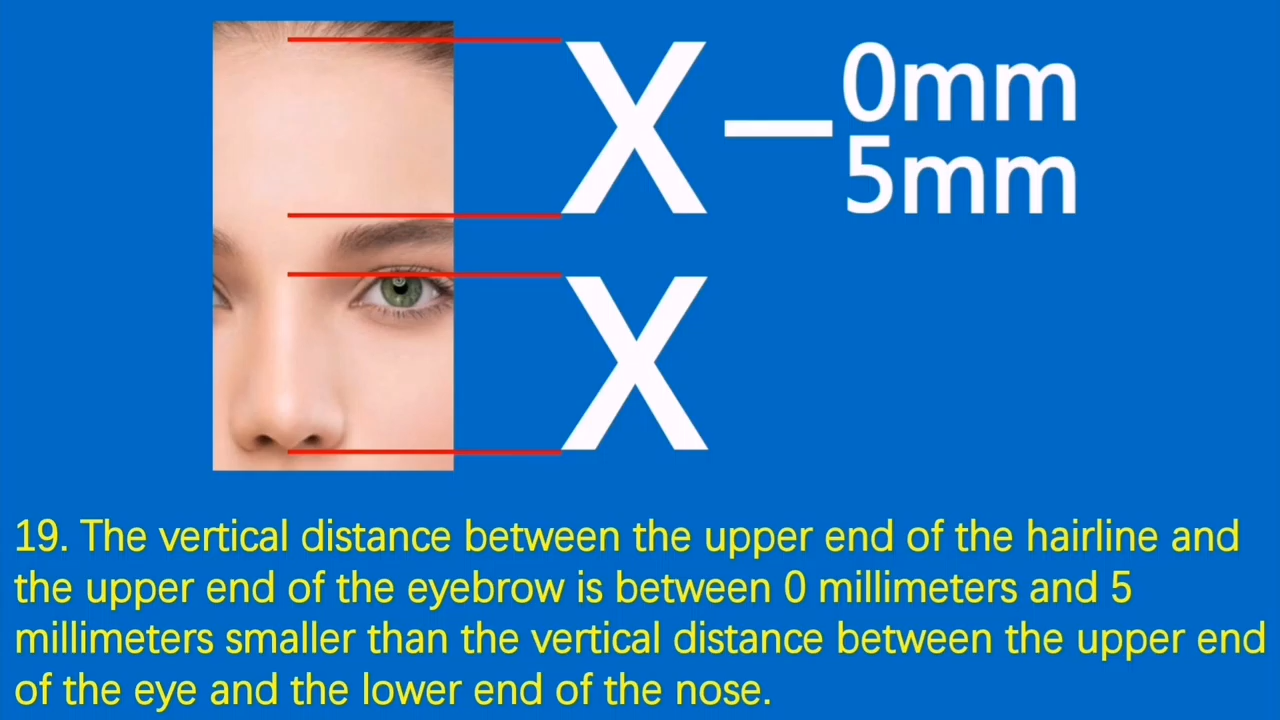 X — 0mm
5mm
X
19. The vertical distance between the upper end of the hairline and
the upper end of the eyebrow is between 0 millimeters and 5
millimeters smaller than the vertical distance between the upper end
of the eye and the lower end of the nose.